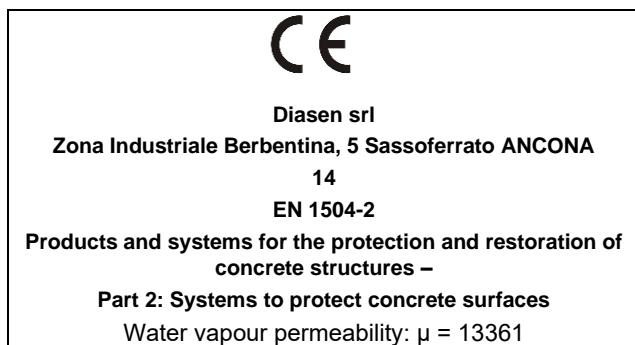 CE
Diasen srl
Zona Industriale Berbentina, 5 Sassoferrato ANCONA
14
EN 1504-2
Products and systems for the protection and restoration of
concrete structures –
Part 2: Systems to protect concrete surfaces
Water vapour permeability: μ = 13361